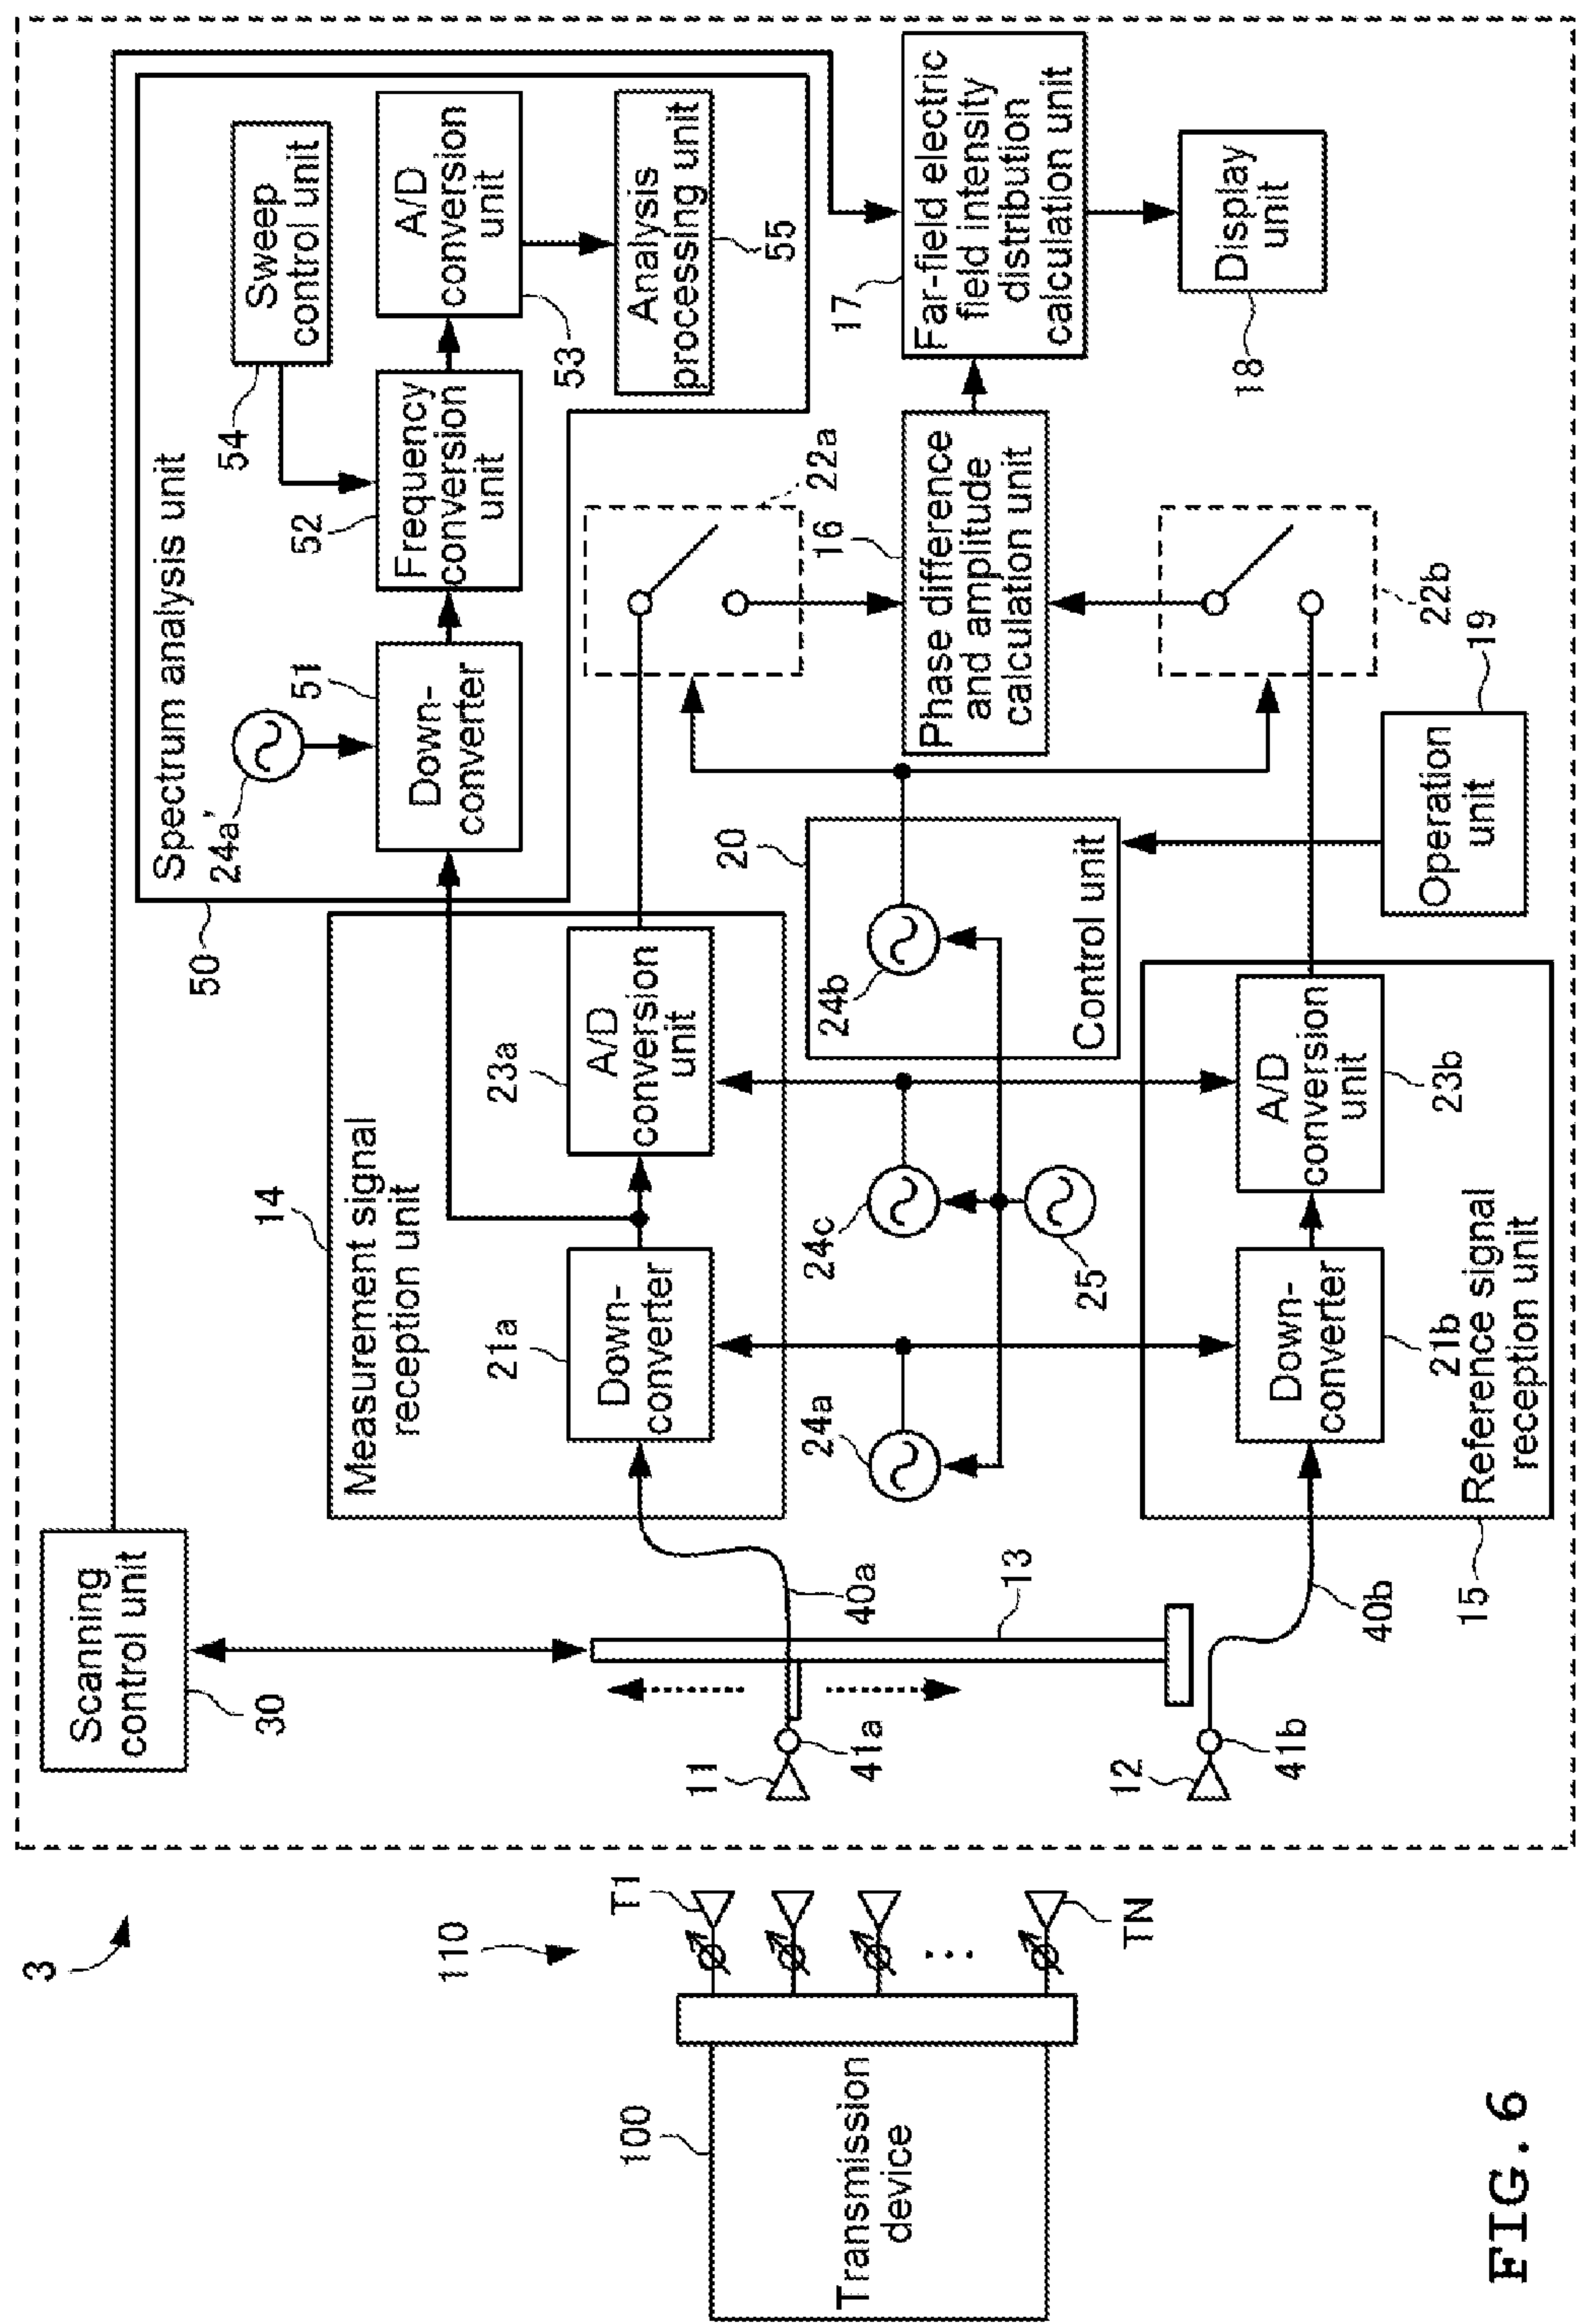 3
Scanning
control unit
30
Spectrum analysis unit
50
24a'
51
Down-
converter
54
Sweep
control unit
52
Frequency
conversion
unit
A/D
conversion
unit
53
Analysis
processing unit
55
14
Measurement signal
reception unit
21a
Down-
converter
23a
A/D
conversion
unit
22a
110
T1
TN
100
Transmission
device
11
41a
40a
13
24a
24c
25
20
24b
Control unit
16
Phase difference
and amplitude
calculation unit
17
Far-field electric
field intensity
distribution
calculation unit
18
Display
unit
12
41b
40b
15
Down-
converter
21b
Reference signal
reception unit
A/D
conversion
unit
23b
Operation
unit
19
22b
FIG. 6